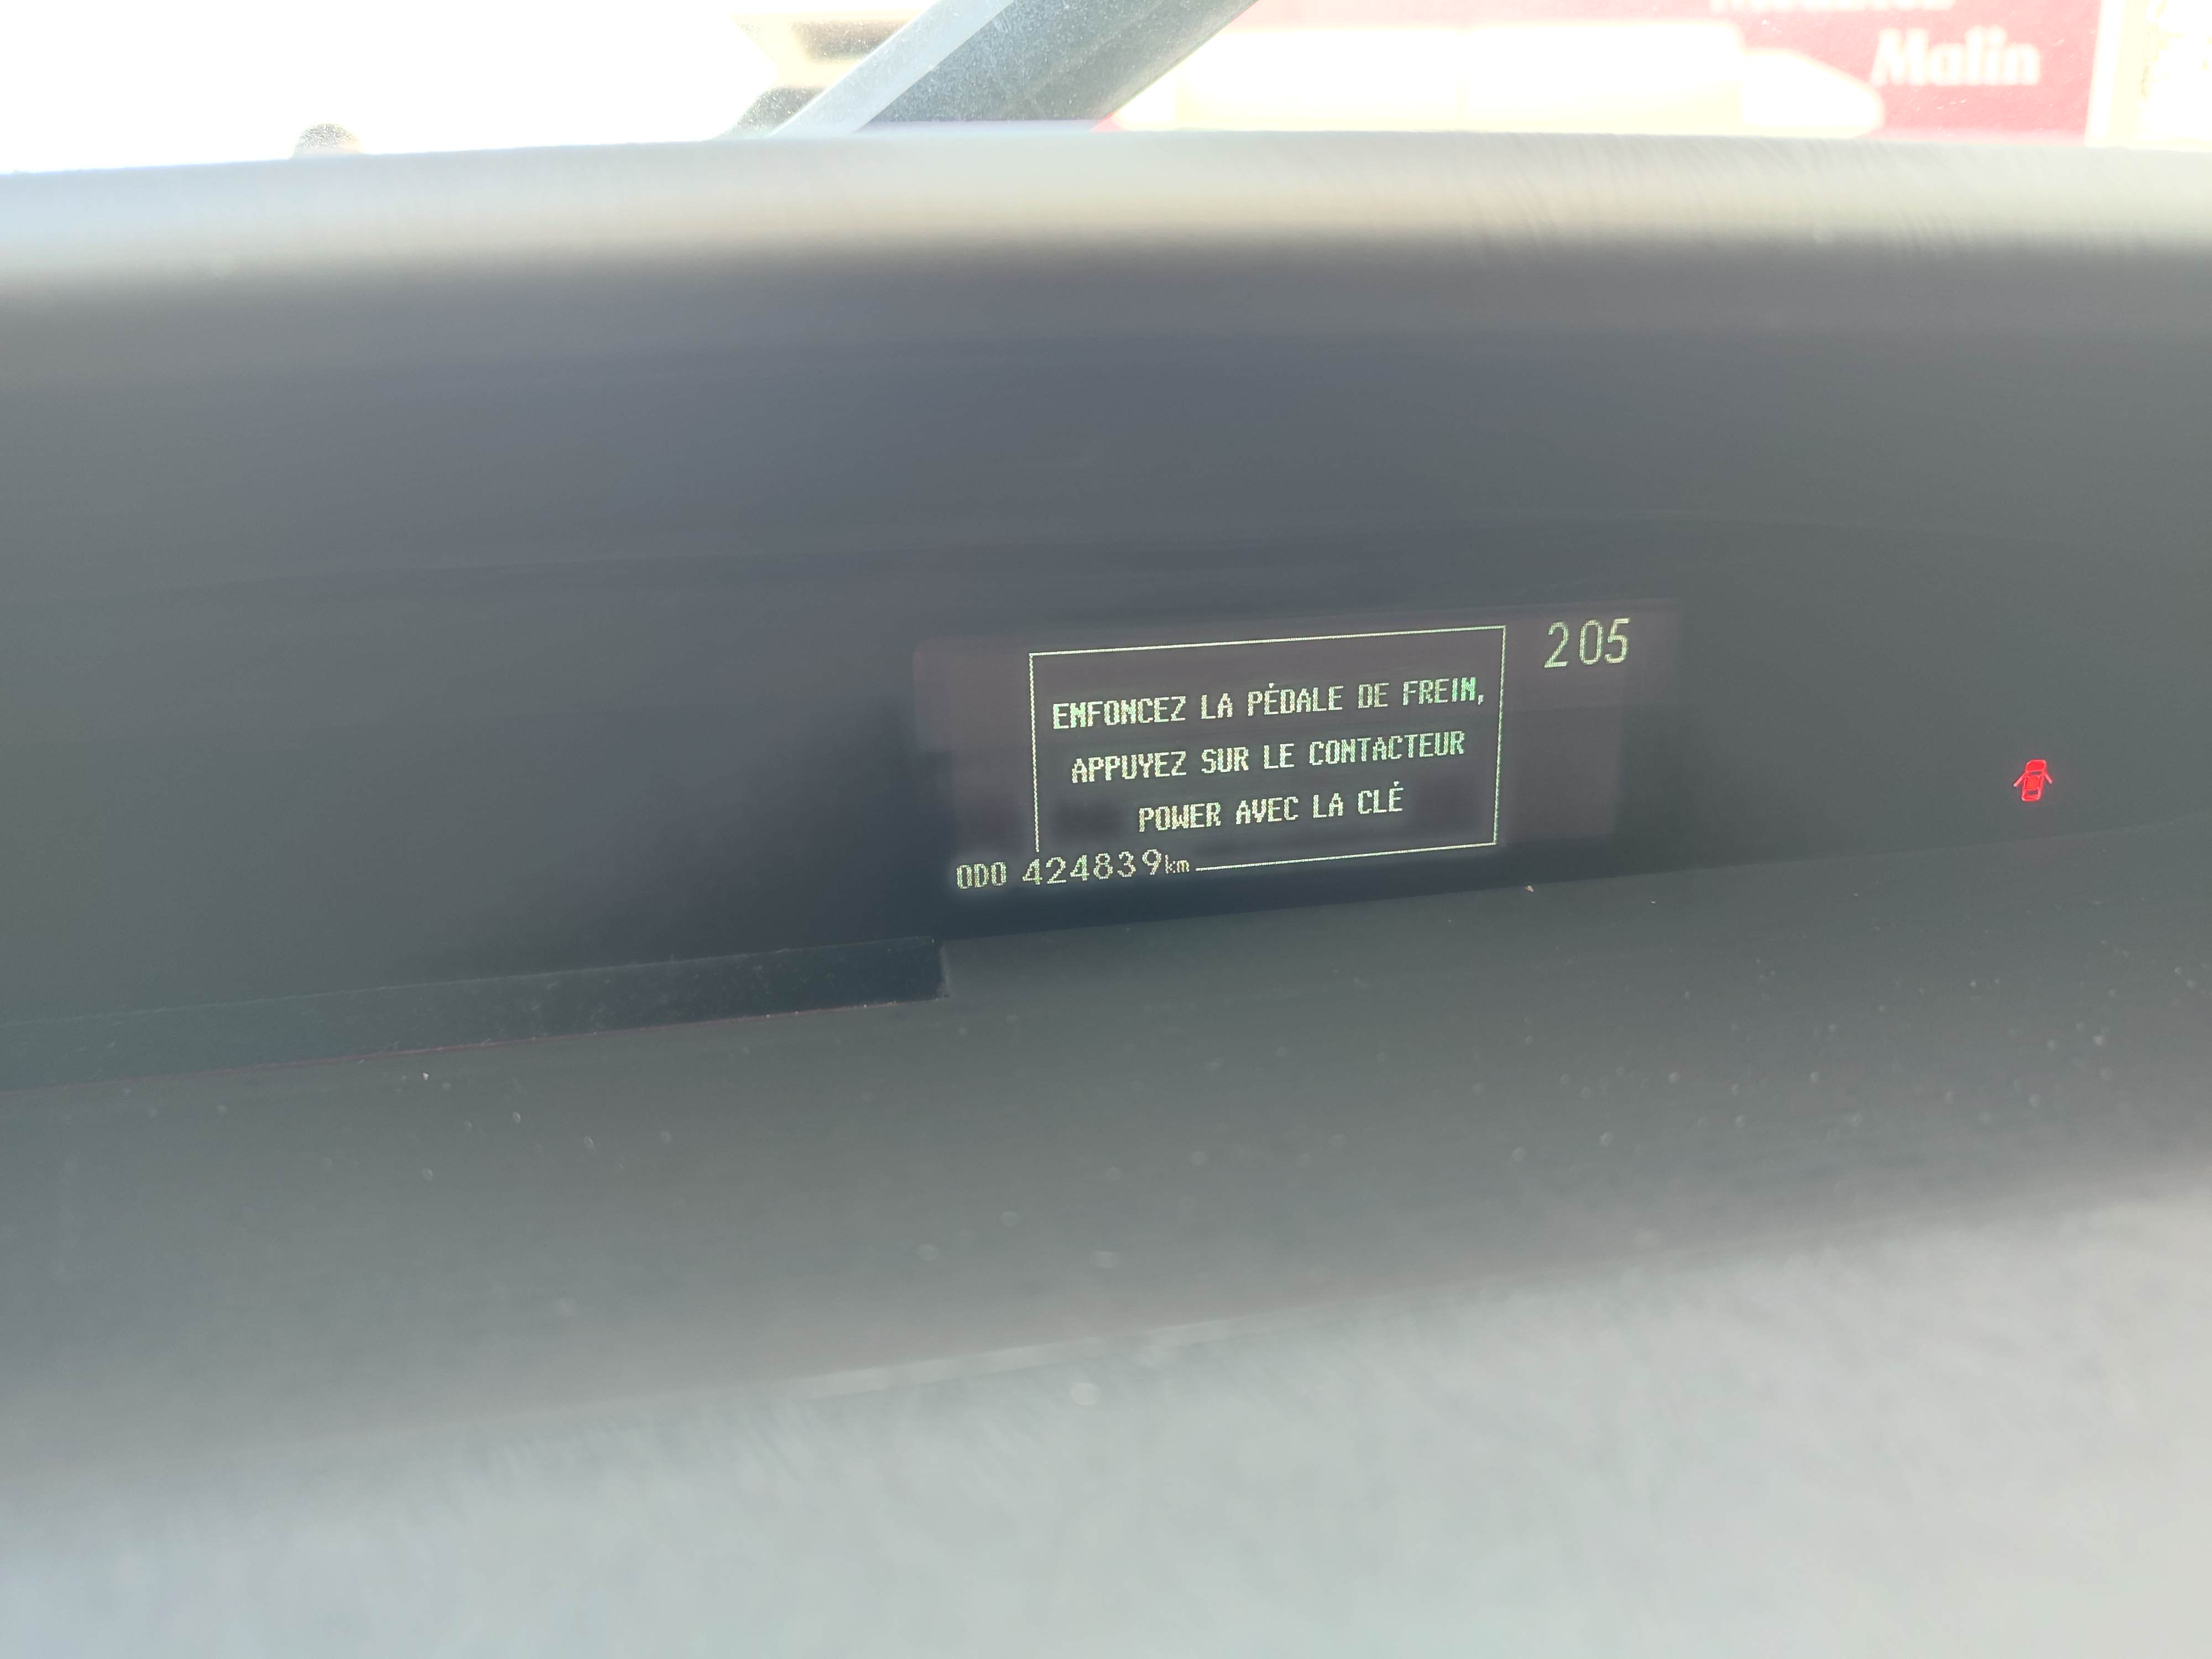 Malin
205
ENFONCEZ LA PÉDALE DE FREIN,
APPUYEZ SUR LE CONTACTEUR
POWER AVEC LA CLÉ
ODO 424839km